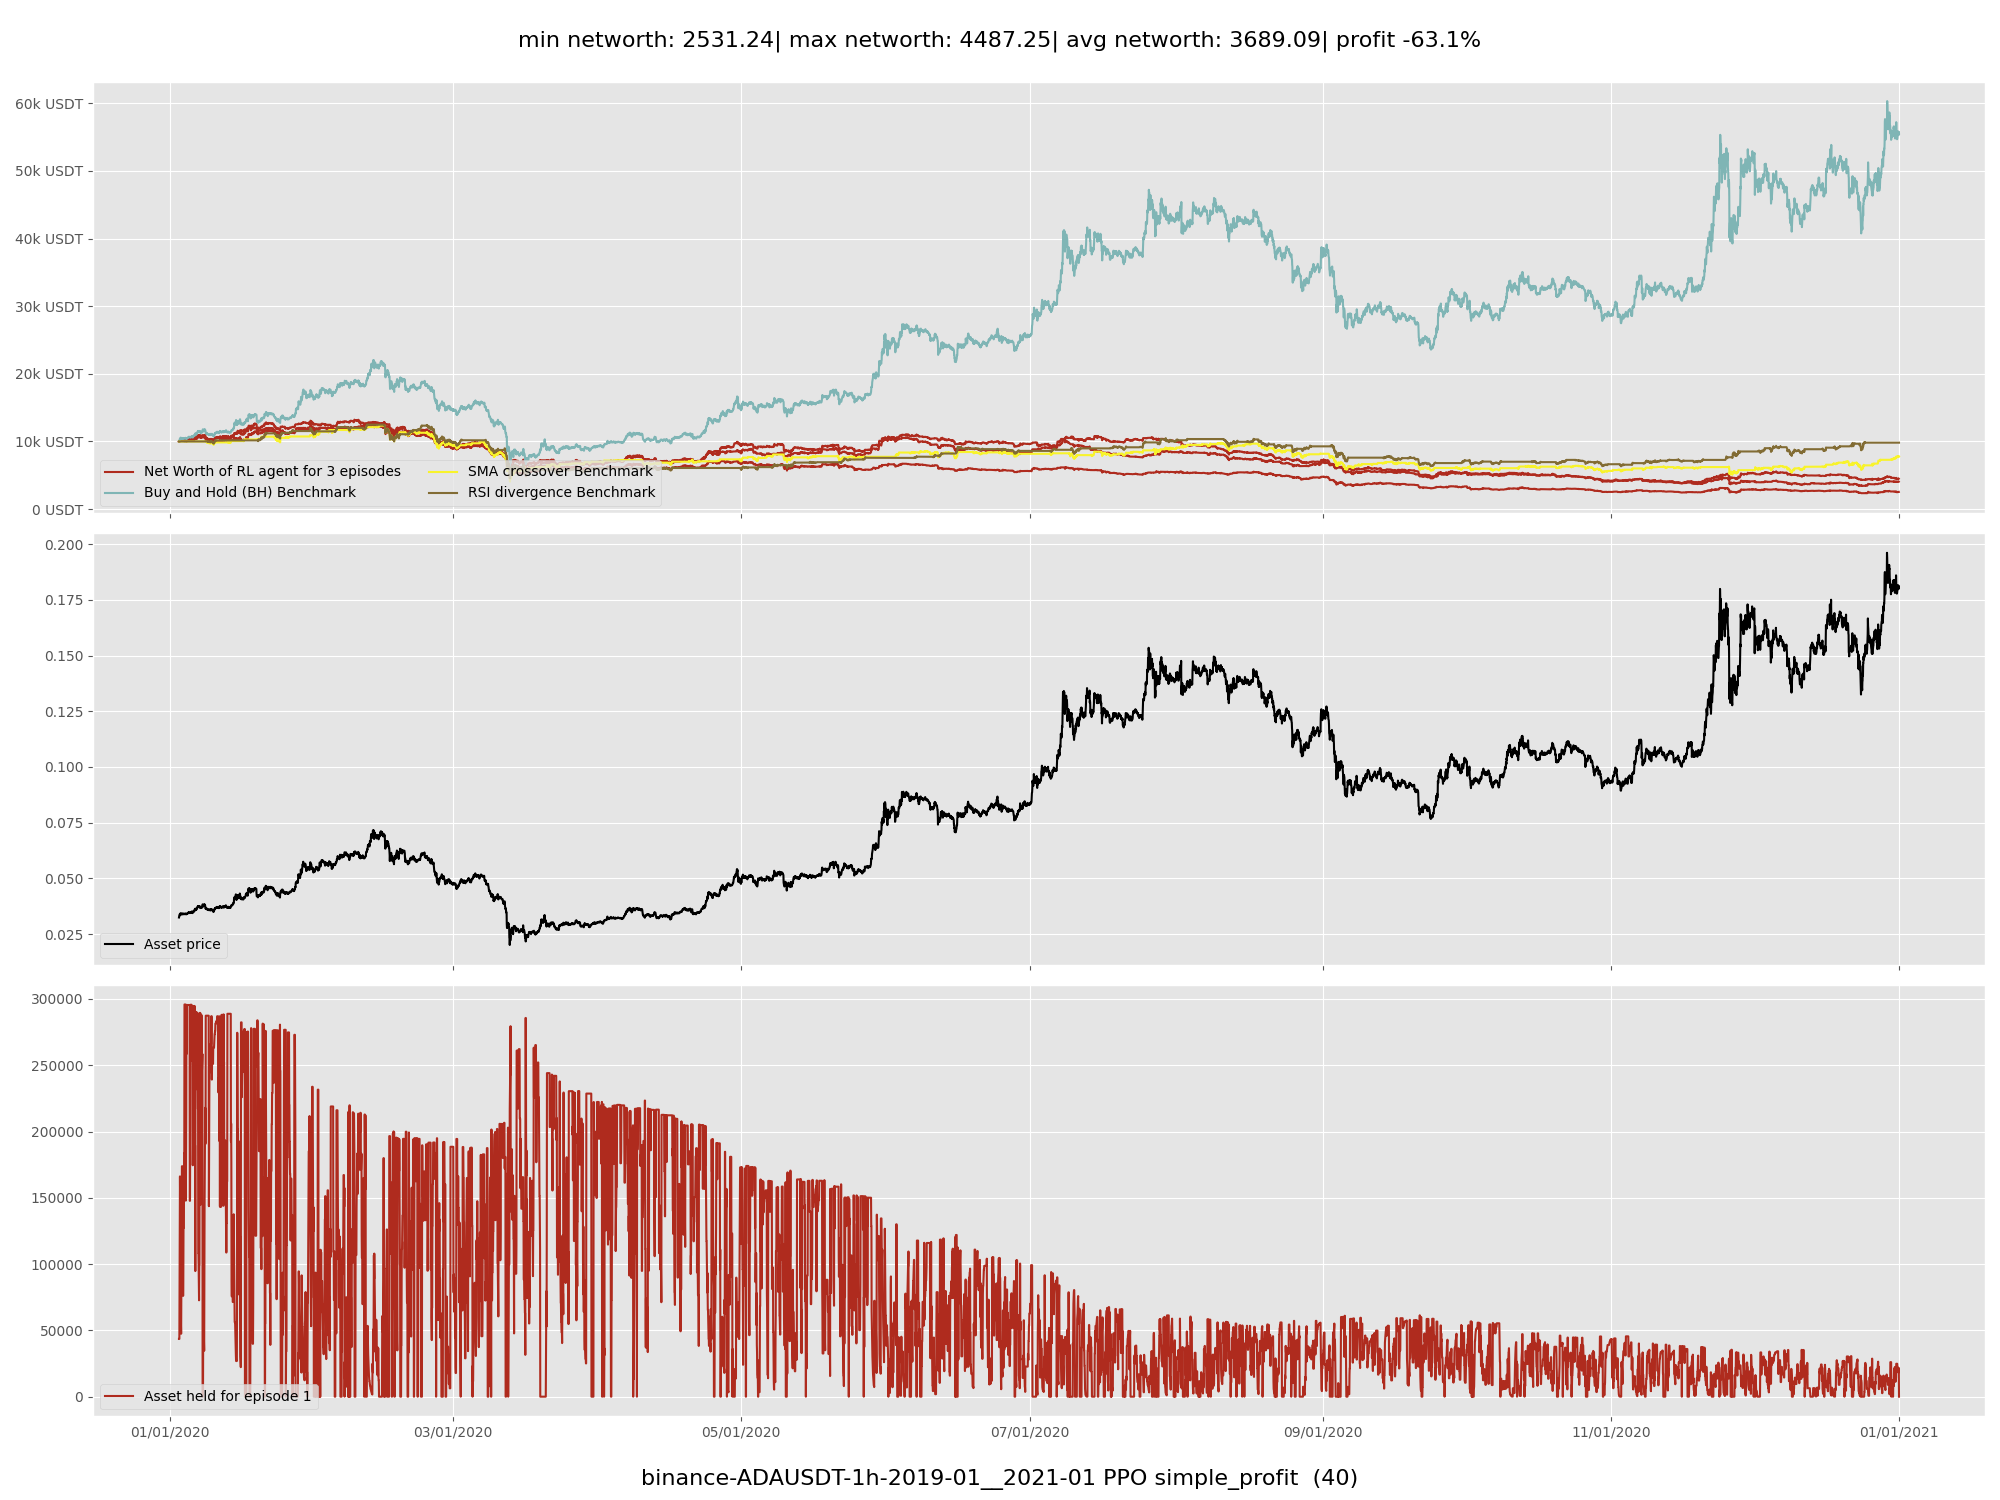 min networth: 2531.24| max networth: 4487.25| avg networth: 3689.09| profit -63.1%
60k USDT
50k USDT
40k USDT
30k USDT
20k USDT
10k USDT
0 USDT
Net Worth of RL agent for 3 episodes
Buy and Hold (BH) Benchmark
SMA crossover Benchmark
RSI divergence Benchmark
0.200
0.175
0.150
0.125
0.100
0.075
0.050
0.025
Asset price
300000
250000
200000
150000
100000
50000
0
Asset held for episode 1
01/01/2020 03/01/2020 05/01/2020 07/01/2020 09/01/2020 11/01/2020 01/01/2021
binance-ADAUSDT-1h-2019-01__2021-01 PPO simple_profit (40)